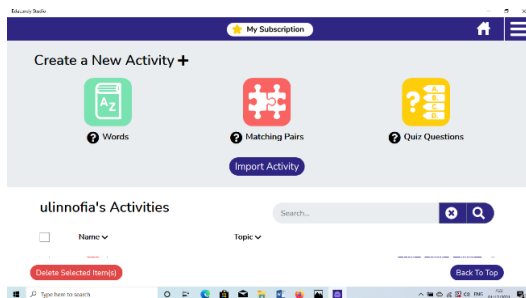 Educandy Studio
My Subscription
Create a New Activity +
A Z
? Words
? Matching Pairs
? Quiz Questions
Import Activity
ulinnofia's Activities
Search...
Name
Topic
Delete Selected Item(s)
Back To Top
Type here to search